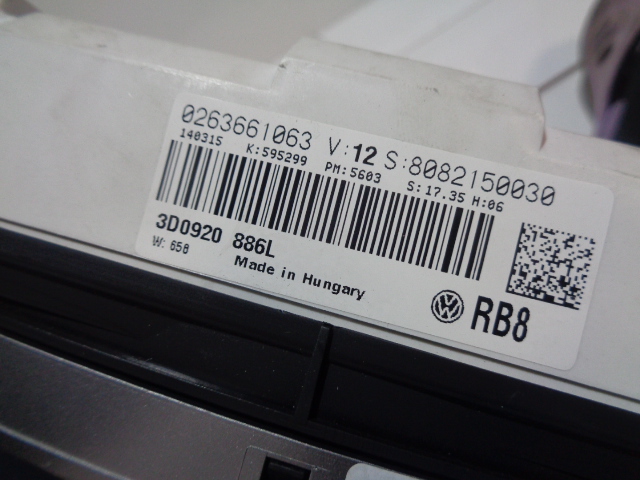 0263661063 V:12 S:8082150030
140315 K:595299 PM:5603 S:17.35 H:06
3D0920 886L
W: 658 Made in Hungary
RB8